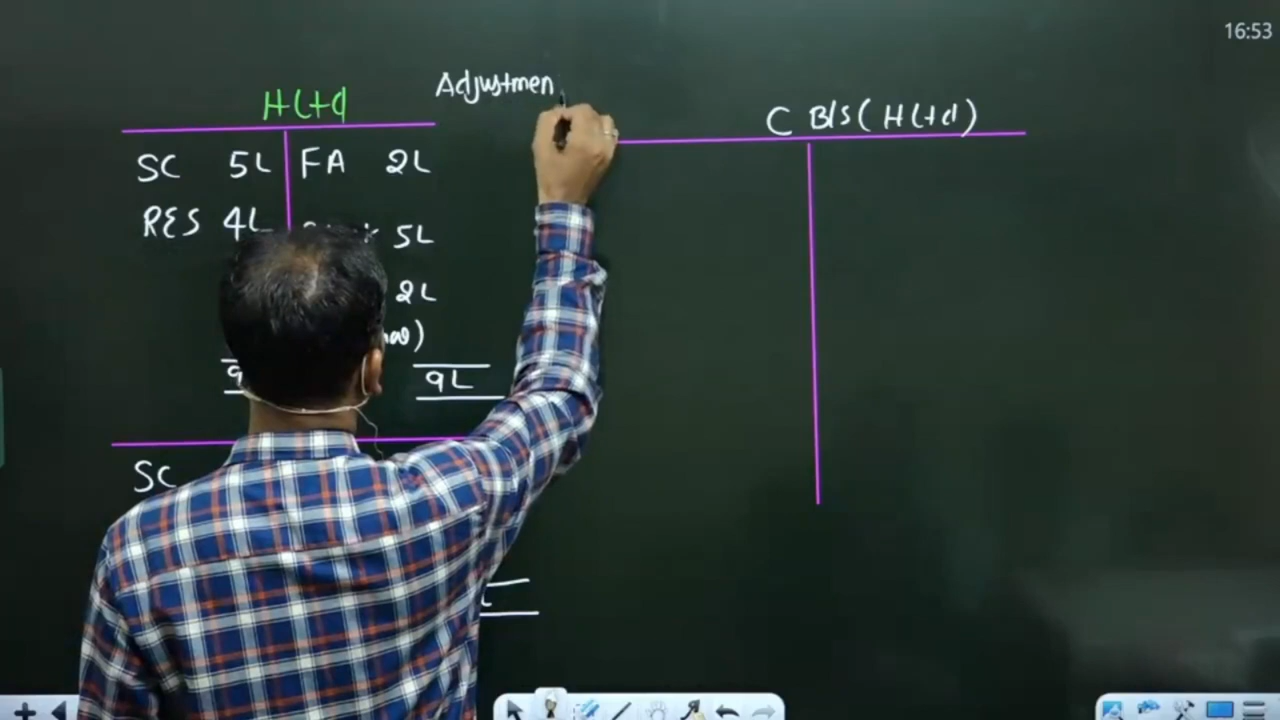 16:53
Adjustmen
H Ltd
C B/S ( H Ltd )
SC 5L FA 2L
RES 4L 5L
2L
9L
SC